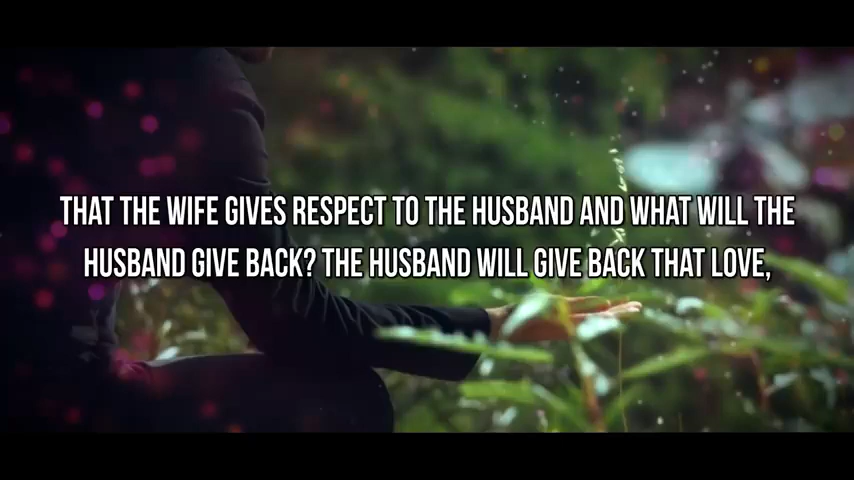 THAT THE WIFE GIVES RESPECT TO THE HUSBAND AND WHAT WILL THE
HUSBAND GIVE BACK? THE HUSBAND WILL GIVE BACK THAT LOVE,